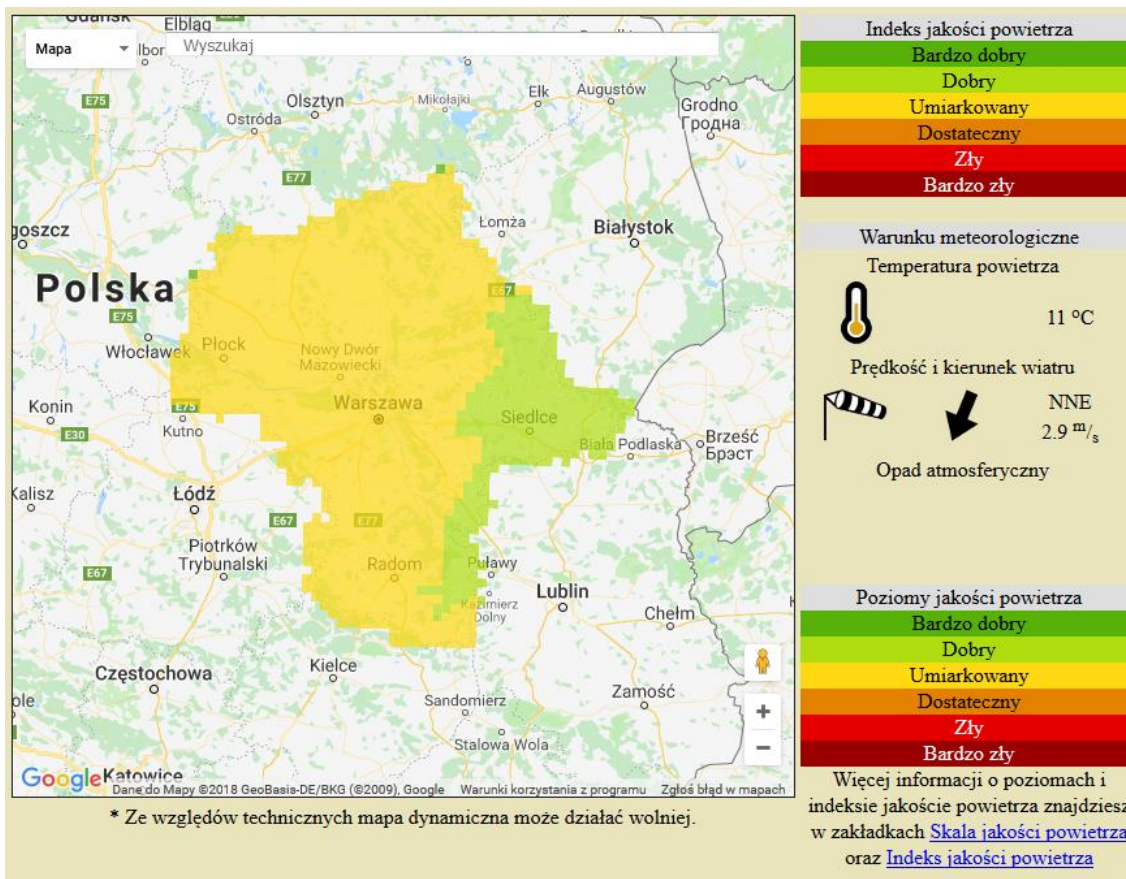 Elbląg
Mapa
Wyszukaj
lbor
E75
Olsztyn
Mikołajki
Ełk
Augustów
Ostróda
Grodno
Гродна
E77
Łomża
Białystok
goszcz
Polska
E67
E75
Włocławek
Płock
Nowy Dwór
Mazowiecki
Konin
E75
Warszawa
Siedlce
E30
Kutno
Biała Podlaska
Brześć
Брэст
Kalisz
Łódź
E67
E77
Piotrków
Trybunalski
E67
Radom
Puławy
Lublin
Kazimierz
Dolny
Chełm
Kielce
Częstochowa
Zamość
Sandomierz
ole
Stalowa Wola
+
−
Google
Katowice
Dane do Mapy ©2018 GeoBasis-DE/BKG (©2009), Google Warunki korzystania z programu Zgłoś błąd w mapach
* Ze względów technicznych mapa dynamiczna może działać wolniej.
Indeks jakości powietrza
Bardzo dobry
Dobry
Umiarkowany
Dostateczny
Zły
Bardzo zły
Warunku meteorologiczne
Temperatura powietrza
11 °C
Prędkość i kierunek wiatru
NNE
2.9 m/s
Opad atmosferyczny
Poziomy jakości powietrza
Bardzo dobry
Dobry
Umiarkowany
Dostateczny
Zły
Bardzo zły
Więcej informacji o poziomach i
indeksie jakoście powietrza znajdziesz
w zakładkach Skala jakości powietrza
oraz Indeks jakości powietrza